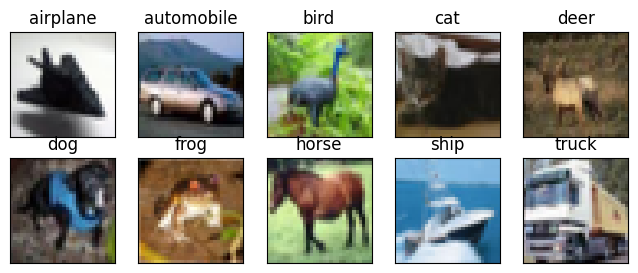 airplane automobile bird cat deer
dog frog horse ship truck